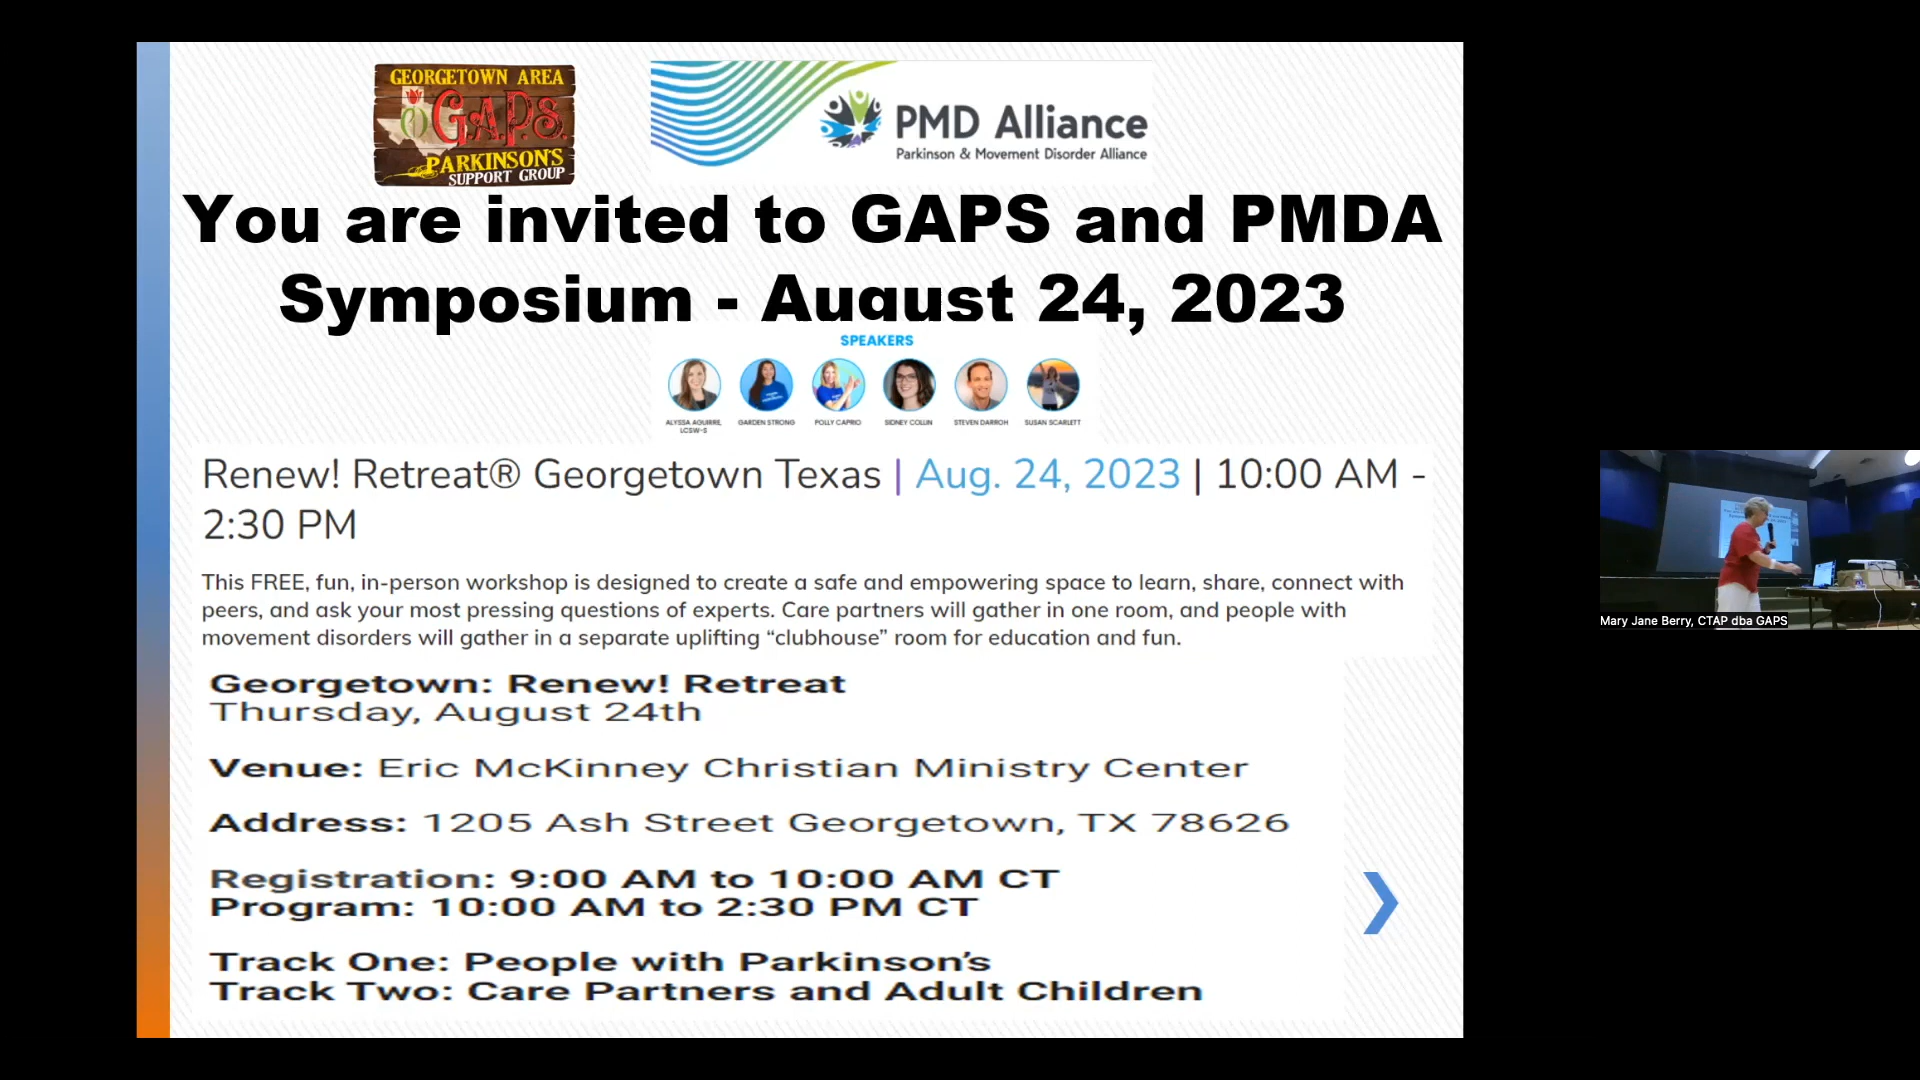 GEORGETOWN AREA
G.A.P.S.
PARKINSON'S
SUPPORT GROUP
PMD Alliance
Parkinson & Movement Disorder Alliance
You are invited to GAPS and PMDA
Symposium - August 24, 2023
SPEAKERS
ALYSSA AGUIRRE, LCSW-S
GARDEN STRONG
POLLY CAPRIO
SIDNEY COLLIN
STEVEN DARROH
SUSAN SCARLETT
Renew! Retreat® Georgetown Texas | Aug. 24, 2023 | 10:00 AM -
2:30 PM
This FREE, fun, in-person workshop is designed to create a safe and empowering space to learn, share, connect with
peers, and ask your most pressing questions of experts. Care partners will gather in one room, and people with
movement disorders will gather in a separate uplifting “clubhouse” room for education and fun.
Georgetown: Renew! Retreat
Thursday, August 24th
Venue: Eric McKinney Christian Ministry Center
Address: 1205 Ash Street Georgetown, TX 78626
Registration: 9:00 AM to 10:00 AM CT
Program: 10:00 AM to 2:30 PM CT
Track One: People with Parkinson’s
Track Two: Care Partners and Adult Children
Mary Jane Berry, CTAP dba GAPS